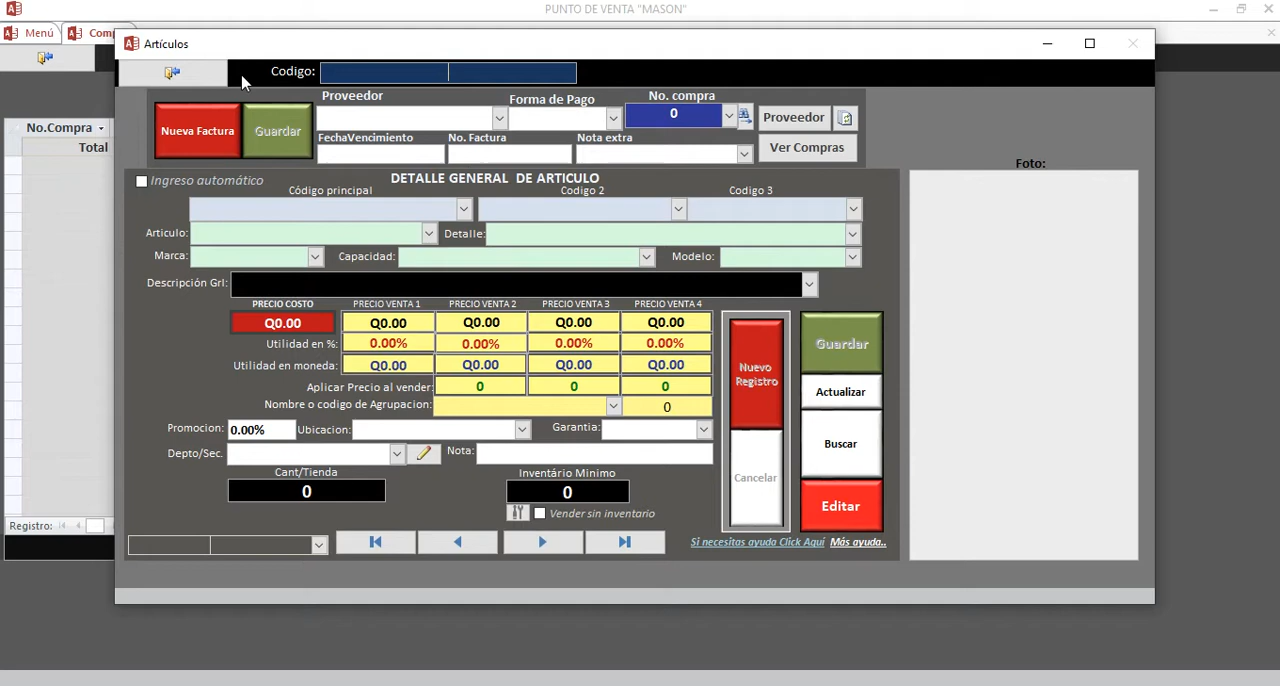 PUNTO DE VENTA "MASON"
Menú
Comp
Artículos
Codigo:
Proveedor
Forma de Pago
No. compra
Nueva Factura
Guardar
0
Proveedor
FechaVencimiento
No. Factura
Nota extra
Ver Compras
No.Compra
Total
Foto:
Ingreso automático
DETALLE GENERAL DE ARTICULO
Código principal
Codigo 2
Codigo 3
Articulo:
Detalle:
Marca:
Capacidad:
Modelo:
Descripción Grl:
PRECIO COSTO PRECIO VENTA 1 PRECIO VENTA 2 PRECIO VENTA 3 PRECIO VENTA 4
Q0.00 Q0.00 Q0.00 Q0.00 Q0.00
Utilidad en %: 0.00% 0.00% 0.00% 0.00%
Utilidad en moneda: Q0.00 Q0.00 Q0.00 Q0.00
Aplicar Precio al vender: 0 0 0
Nombre o codigo de Agrupacion: 0
Promocion: 0.00% Ubicacion: Garantia:
Depto/Sec. Nota:
Cant/Tienda
0
Inventário Minimo
0
Vender sin inventario
Nuevo
Registro
Cancelar
Guardar
Actualizar
Buscar
Editar
Si necesitas ayuda Click Aquí Más ayuda..
Registro: